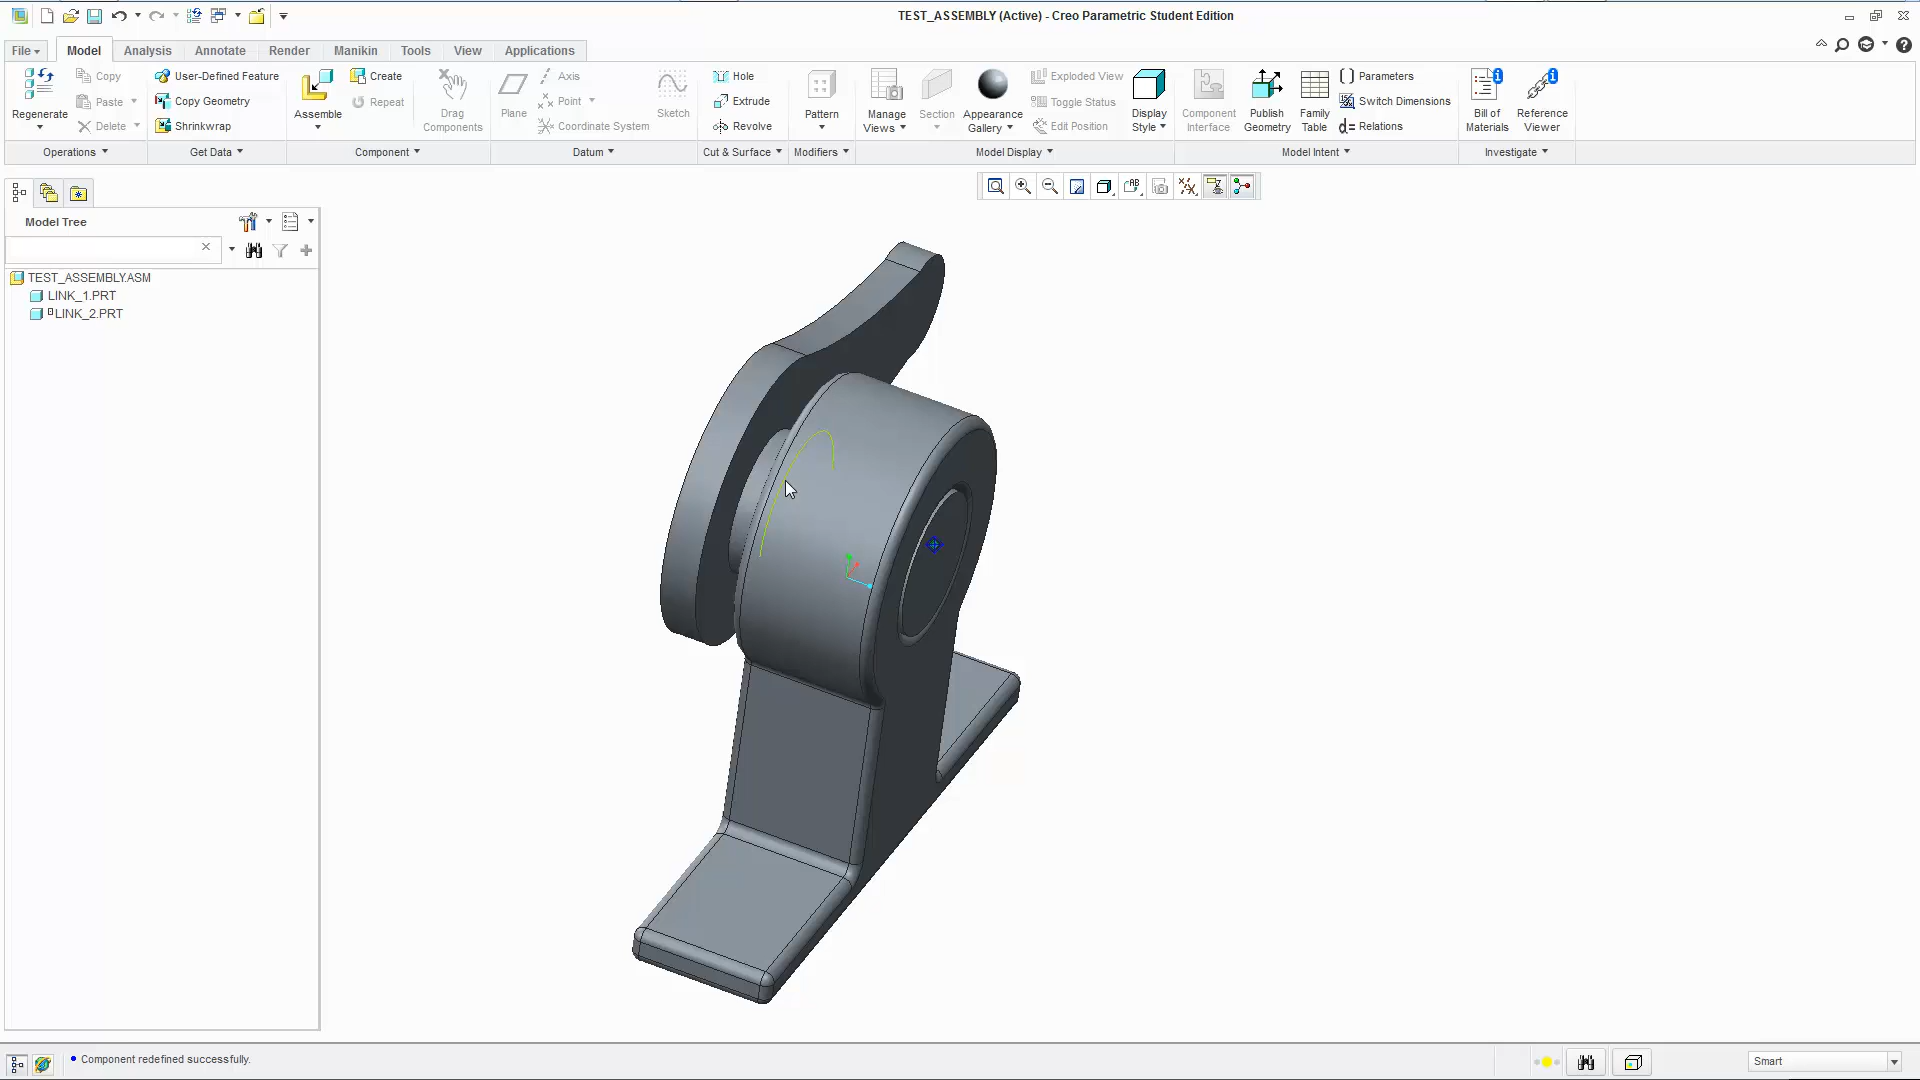 TEST_ASSEMBLY (Active) - Creo Parametric Student Edition
File Model Analysis Annotate Render Manikin Tools View Applications
Regenerate
Copy
Paste
Delete
Operations
User-Defined Feature
Copy Geometry
Shrinkwrap
Get Data
Assemble
Create
Repeat
Drag
Components
Component
Plane
Axis
Point
Coordinate System
Sketch
Datum
Hole
Extrude
Revolve
Cut & Surface
Pattern
Modifiers
Manage
Views
Section
Appearance
Gallery
Exploded View
Toggle Status
Edit Position
Display
Style
Model Display
Component
Interface
Publish
Geometry
Family
Table
Parameters
Switch Dimensions
Relations
Model Intent
Bill of
Materials
Reference
Viewer
Investigate
Model Tree
TEST_ASSEMBLY.ASM
LINK_1.PRT
LINK_2.PRT
Component redefined successfully.
Smart